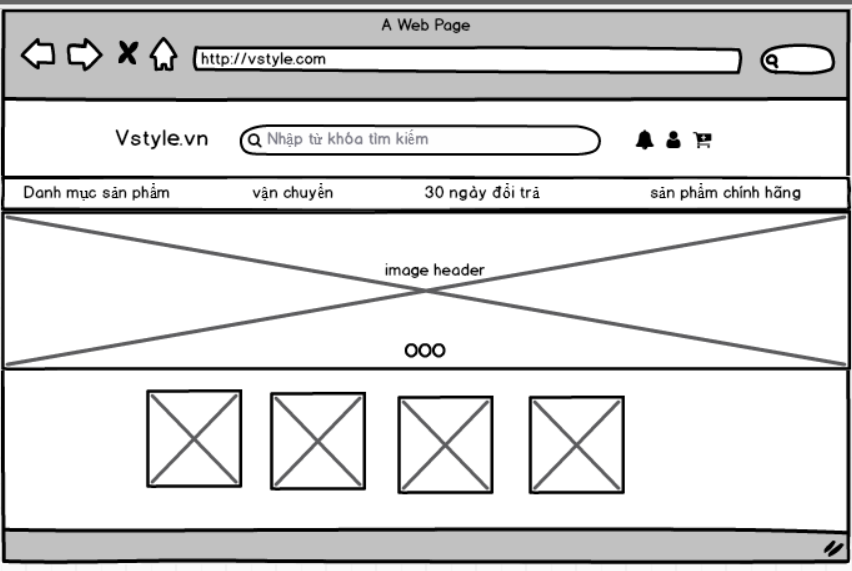 A Web Page
http://vstyle.com
Vstyle.vn
Nhập từ khóa tìm kiếm
Danh mục sản phẩm vận chuyển 30 ngày đổi trả sản phẩm chính hãng
image header